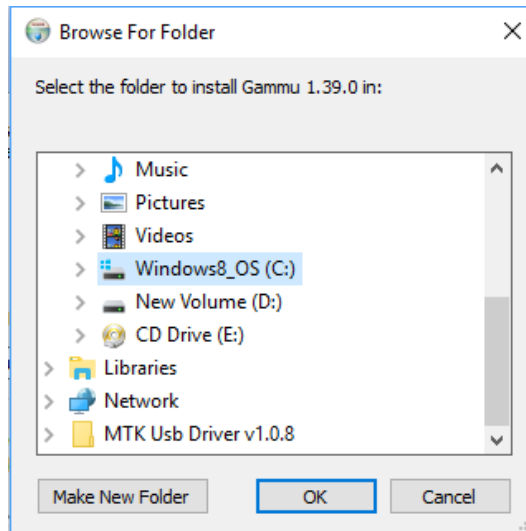 Browse For Folder
Select the folder to install Gammu 1.39.0 in:
Music
Pictures
Videos
Windows8_OS (C:)
New Volume (D:)
CD Drive (E:)
Libraries
Network
MTK Usb Driver v1.0.8
Make New Folder
OK
Cancel